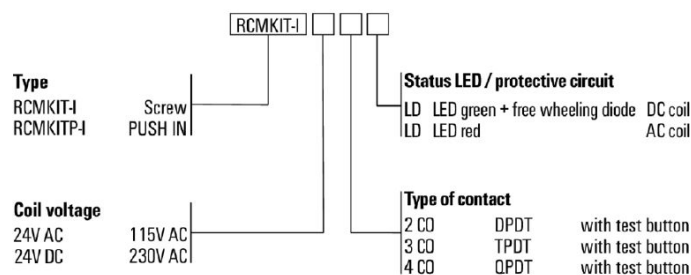 RCMKIT-I
Type
RCMKIT-I Screw
RCMKITP-I PUSH IN
Status LED / protective circuit
LD LED green + free wheeling diode DC coil
LD LED red AC coil
Coil voltage
24V AC 115V AC
24V DC 230V AC
Type of contact
2 CO DPDT with test button
3 CO TPDT with test button
4 CO QPDT with test button